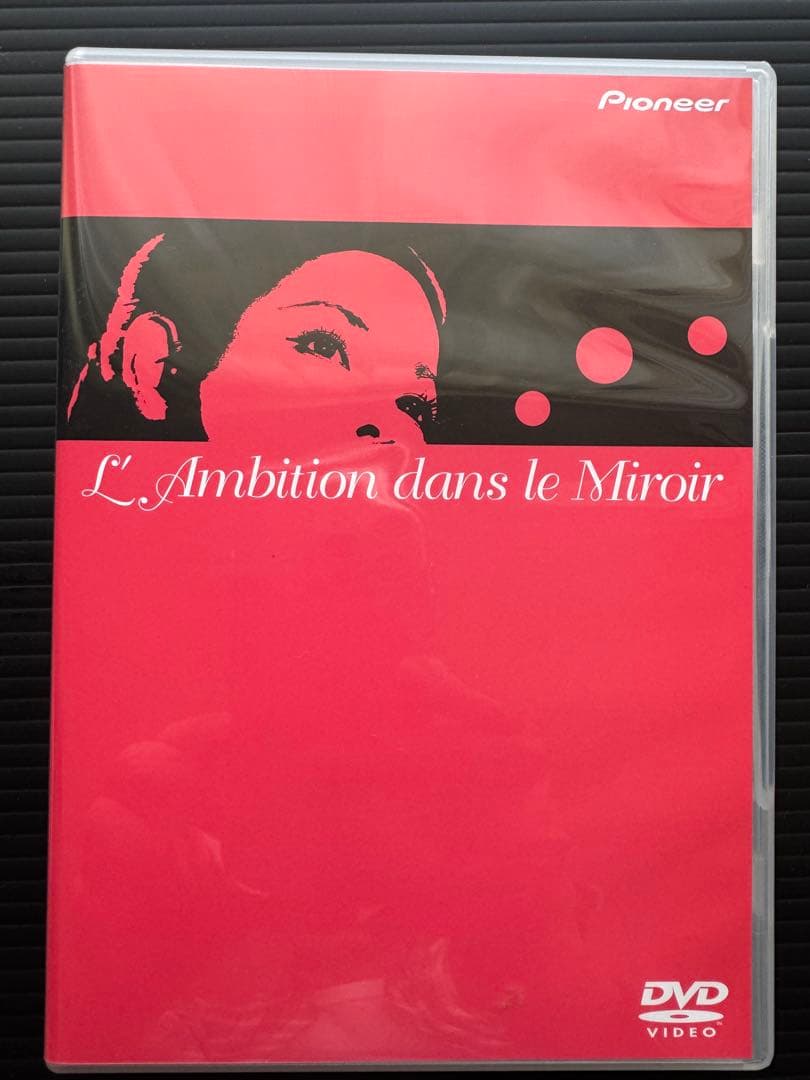 Pioneer
L'Ambition dans le Miroir
DVD
VIDEO